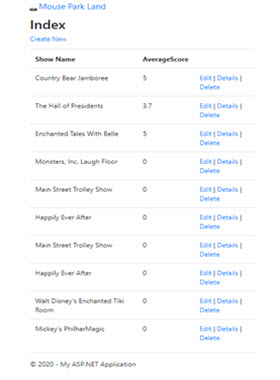 Mouse Park Land
Index
Create New
Show Name AverageScore
Country Bear Jamboree 5 Edit | Details |
Delete
The Hall of Presidents 3.7 Edit | Details |
Delete
Enchanted Tales With Belle 5 Edit | Details |
Delete
Monsters, Inc. Laugh Floor 0 Edit | Details |
Delete
Main Street Trolley Show 0 Edit | Details |
Delete
Happily Ever After 0 Edit | Details |
Delete
Main Street Trolley Show 0 Edit | Details |
Delete
Happily Ever After 0 Edit | Details |
Delete
Walt Disney's Enchanted Tiki 0 Edit | Details |
Room Delete
Mickey's PhilharMagic 0 Edit | Details |
Delete
© 2020 - My ASP.NET Application